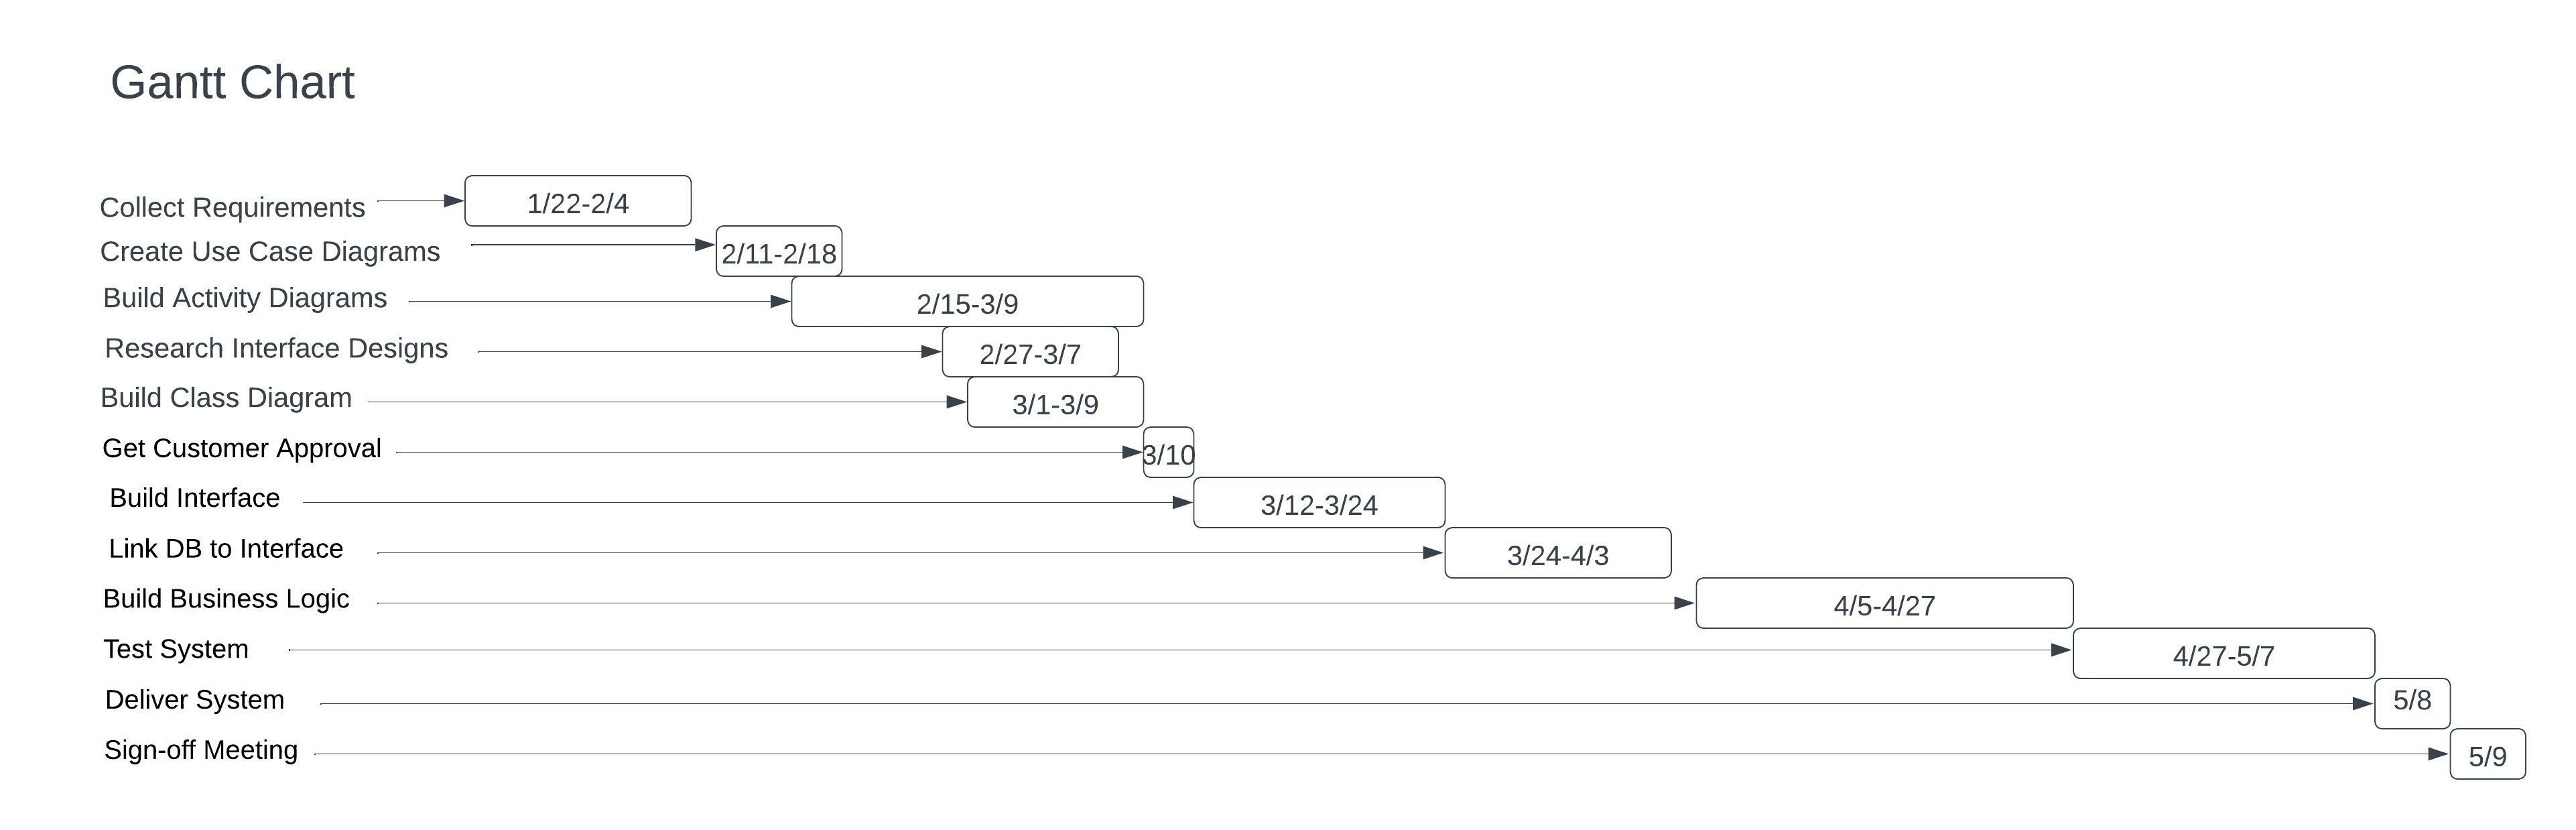 Gantt Chart
Collect Requirements 1/22-2/4
Create Use Case Diagrams 2/11-2/18
Build Activity Diagrams 2/15-3/9
Research Interface Designs 2/27-3/7
Build Class Diagram 3/1-3/9
Get Customer Approval 3/10
Build Interface 3/12-3/24
Link DB to Interface 3/24-4/3
Build Business Logic 4/5-4/27
Test System 4/27-5/7
Deliver System 5/8
Sign-off Meeting 5/9